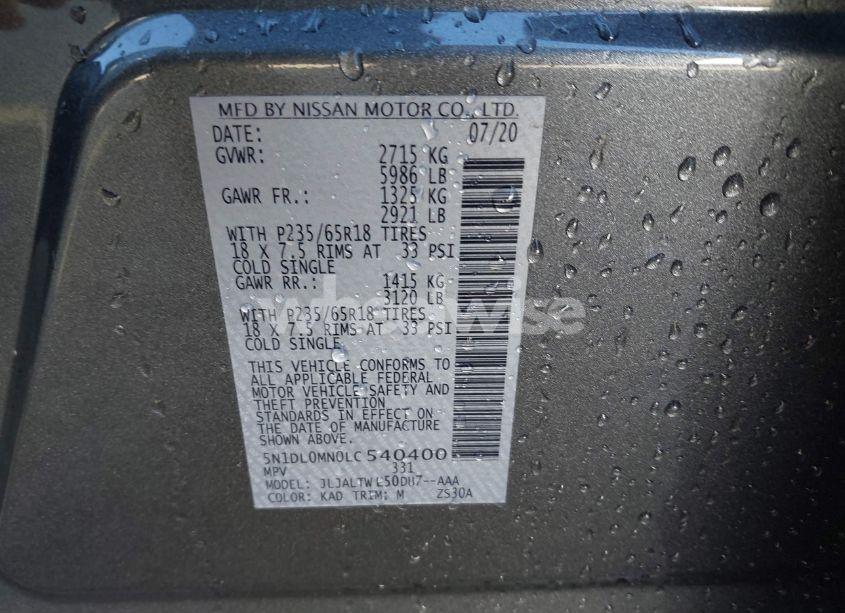 MFD BY NISSAN MOTOR CO., LTD.
DATE: 07/20
GVWR: 2715 KG
5986 LB
GAWR FR.: 1325 KG
2921 LB
WITH P235/65R18 TIRES
18 X 7.5 RIMS AT 33 PSI
COLD SINGLE
GAWR RR.: 1415 KG
3120 LB
WITH P235/65R18 TIRES
18 X 7.5 RIMS AT 33 PSI
COLD SINGLE
THIS VEHICLE CONFORMS TO
ALL APPLICABLE FEDERAL
MOTOR VEHICLE SAFETY AND
THEFT PREVENTION
STANDARDS IN EFFECT ON
THE DATE OF MANUFACTURE
SHOWN ABOVE.
5N1DL0MN0LC 540400
MPV 331
MODEL:
COLOR: KAD TRIM: M ZS30A